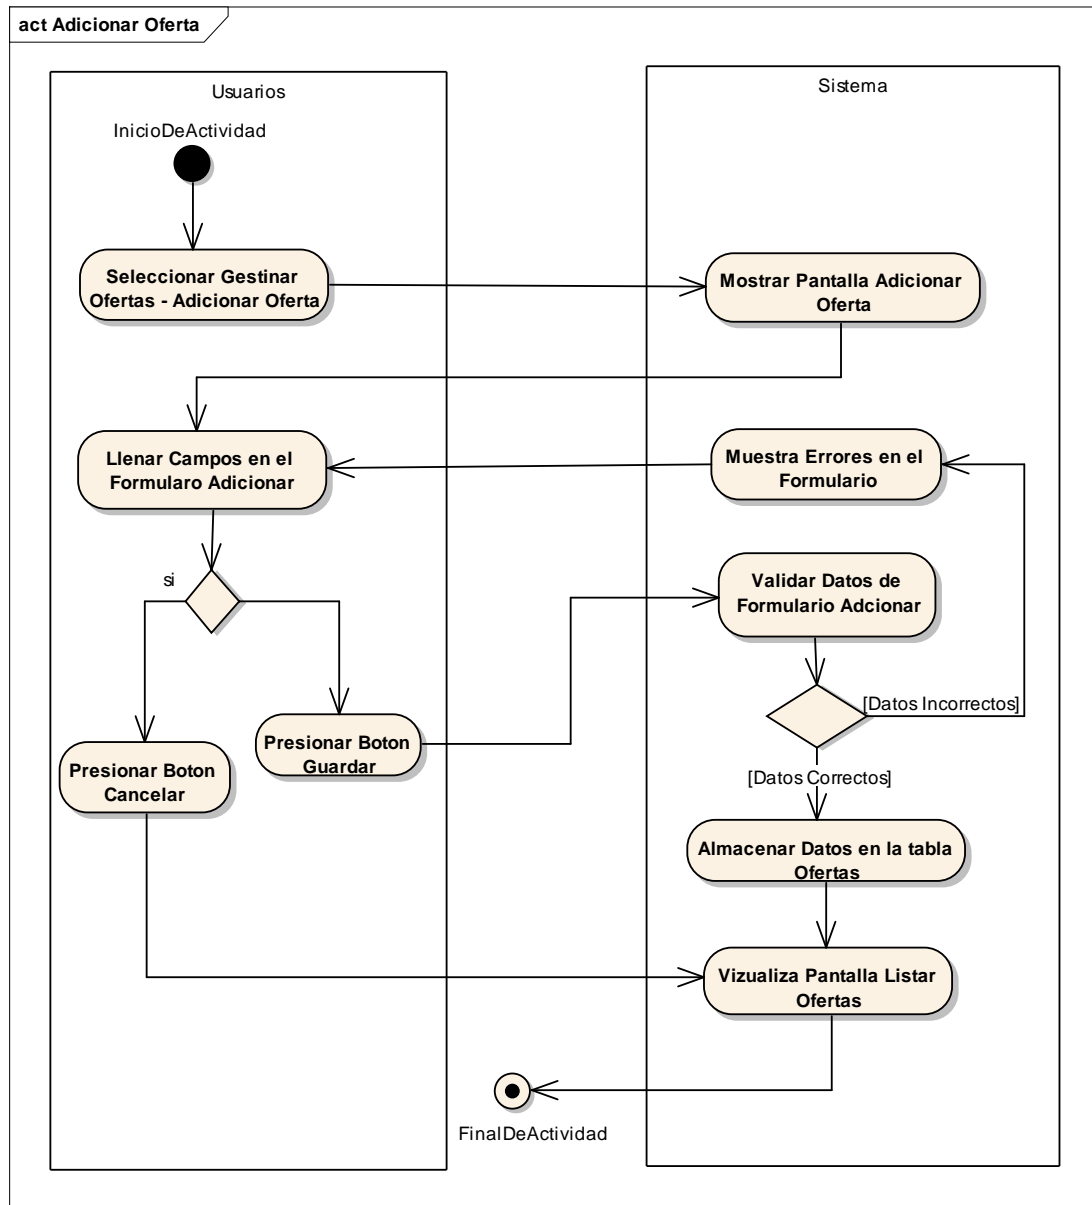 act Adicionar Oferta
Usuarios
Sistema
InicioDeActividad
Seleccionar Gestinar
Ofertas - Adicionar Oferta
Mostrar Pantalla Adicionar
Oferta
Llenar Campos en el
Formularo Adicionar
Muestra Errores en el
Formulario
si
Validar Datos de
Formulario Adcionar
[Datos Incorrectos]
Presionar Boton
Guardar
Presionar Boton
Cancelar
[Datos Correctos]
Almacenar Datos en la tabla
Ofertas
Vizualiza Pantalla Listar
Ofertas
FinalDeActividad